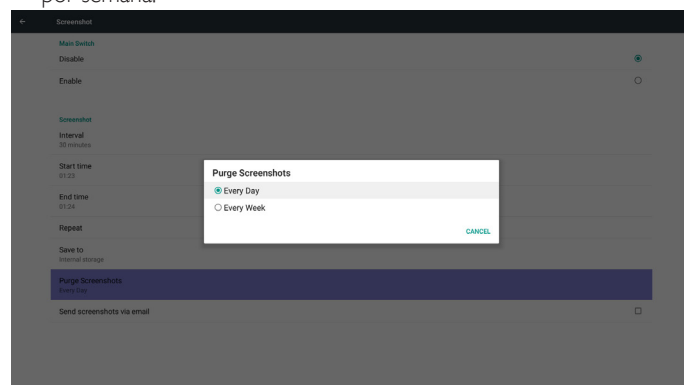 por semana.
Screenshot
Main Switch
Disable
Enable
Screenshot
Interval
30 minutes
Start time
01:23
End time
01:24
Repeat
Save to
Internal storage
Purge Screenshots
Every Day
Send screenshots via email
Purge Screenshots
Every Day
Every Week
CANCEL